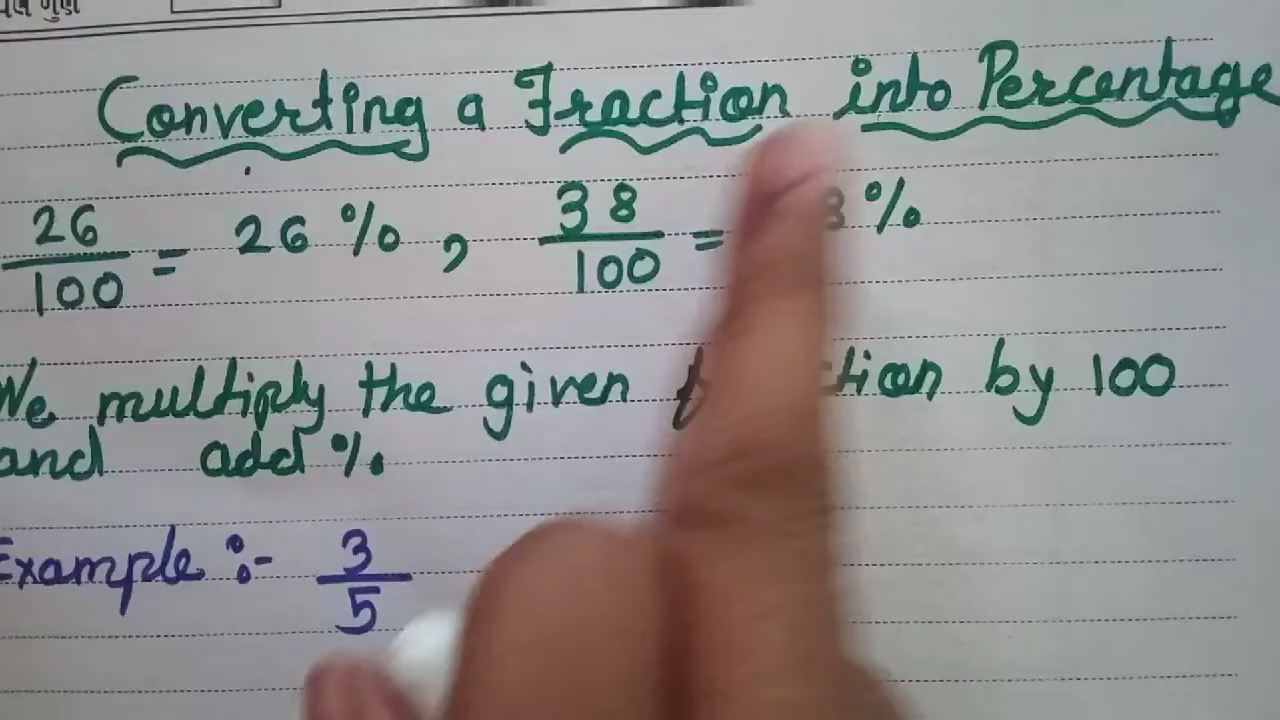 Converting a Fraction into Percentage
26/100 = 26 % , 38/100 = 8 %
We multiply the given by 100
and add %
Example :- 3/5